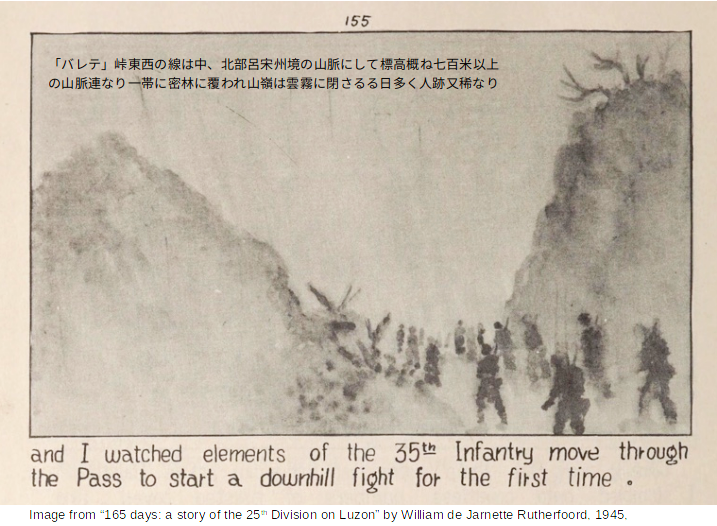 155
「バレテ」峠東西の線は中、北部呂宋州境の山脈にして標高概ね七百米以上
の山脈連なり一帯に密林に覆われ山嶺は雲霧に閉さるる日多く人跡又稀なり
and I watched elements of the 35th Infantry move through
the Pass to start a downhill fight for the first time .
Image from “165 days: a story of the 25th Division on Luzon” by William de Jarnette Rutherfoord. 1945.